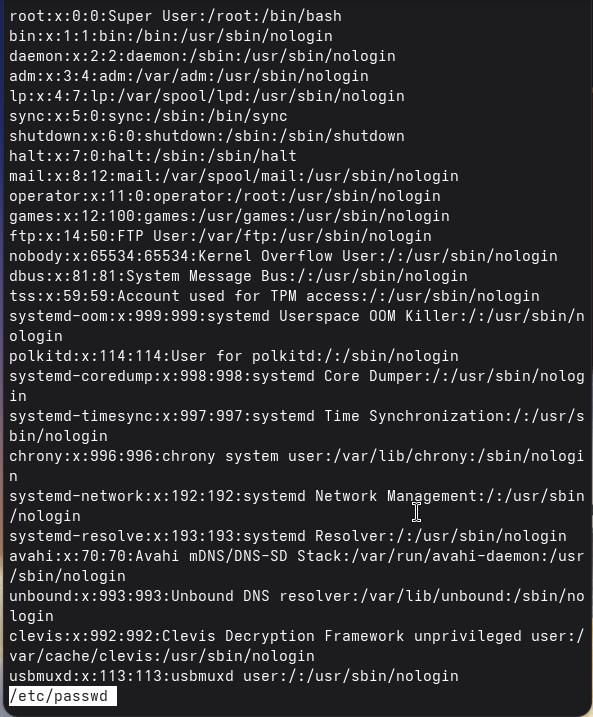 root:x:0:0:Super User:/root:/bin/bash
bin:x:1:1:bin:/bin:/usr/sbin/nologin
daemon:x:2:2:daemon:/sbin:/usr/sbin/nologin
adm:x:3:4:adm:/var/adm:/usr/sbin/nologin
lp:x:4:7:lp:/var/spool/lpd:/usr/sbin/nologin
sync:x:5:0:sync:/sbin:/bin/sync
shutdown:x:6:0:shutdown:/sbin:/sbin/shutdown
halt:x:7:0:halt:/sbin:/sbin/halt
mail:x:8:12:mail:/var/spool/mail:/usr/sbin/nologin
operator:x:11:0:operator:/root:/usr/sbin/nologin
games:x:12:100:games:/usr/games:/usr/sbin/nologin
ftp:x:14:50:FTP User:/var/ftp:/usr/sbin/nologin
nobody:x:65534:65534:Kernel Overflow User:/:/usr/sbin/nologin
dbus:x:81:81:System Message Bus:/:/usr/sbin/nologin
tss:x:59:59:Account used for TPM access:/:/usr/sbin/nologin
systemd-oom:x:999:999:systemd Userspace OOM Killer:/:/usr/sbin/n
ologin
polkitd:x:114:114:User for polkitd:/:/sbin/nologin
systemd-coredump:x:998:998:systemd Core Dumper:/:/usr/sbin/nolog
in
systemd-timesync:x:997:997:systemd Time Synchronization:/:/usr/s
bin/nologin
chrony:x:996:996:chrony system user:/var/lib/chrony:/sbin/nologi
n
systemd-network:x:192:192:systemd Network Management:/:/usr/sbin
/nologin
systemd-resolve:x:193:193:systemd Resolver:/:/usr/sbin/nologin
avahi:x:70:70:Avahi mDNS/DNS-SD Stack:/var/run/avahi-daemon:/usr
/sbin/nologin
unbound:x:993:993:Unbound DNS resolver:/var/lib/unbound:/sbin/no
login
clevis:x:992:992:Clevis Decryption Framework unprivileged user:/
var/cache/clevis:/usr/sbin/nologin
usbmuxd:x:113:113:usbmuxd user:/:/usr/sbin/nologin
/etc/passwd